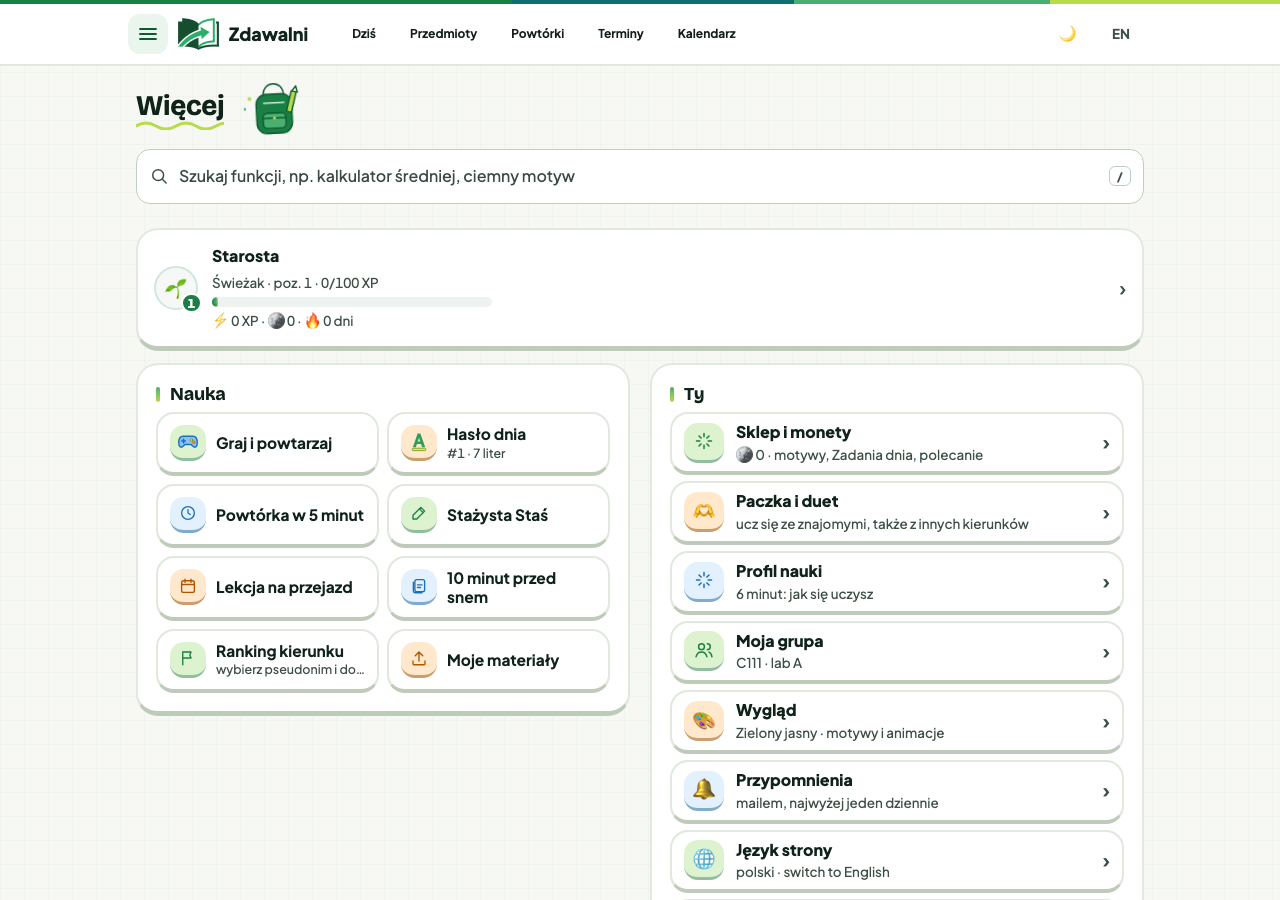 Zdawalni
Dziś
Przedmioty
Powtórki
Terminy
Kalendarz
EN
Więcej
Szukaj funkcji, np. kalkulator średniej, ciemny motyw
/
Starosta
Świeżak · poz. 1 · 0/100 XP
1
⚡ 0 XP · 0 · 🔥 0 dni
›
Nauka
Graj i powtarzaj
Hasło dnia
#1 · 7 liter
Powtórka w 5 minut
Stażysta Staś
Lekcja na przejazd
10 minut przed
snem
Ranking kierunku
wybierz pseudonim i do...
Moje materiały
Ty
Sklep i monety
0 · motywy, Zadania dnia, polecanie
›
Paczka i duet
ucz się ze znajomymi, także z innych kierunków
›
Profil nauki
6 minut: jak się uczysz
›
Moja grupa
C111 · lab A
›
Wygląd
Zielony jasny · motywy i animacje
›
Przypomnienia
mailem, najwyżej jeden dziennie
›
Język strony
polski · switch to English
›